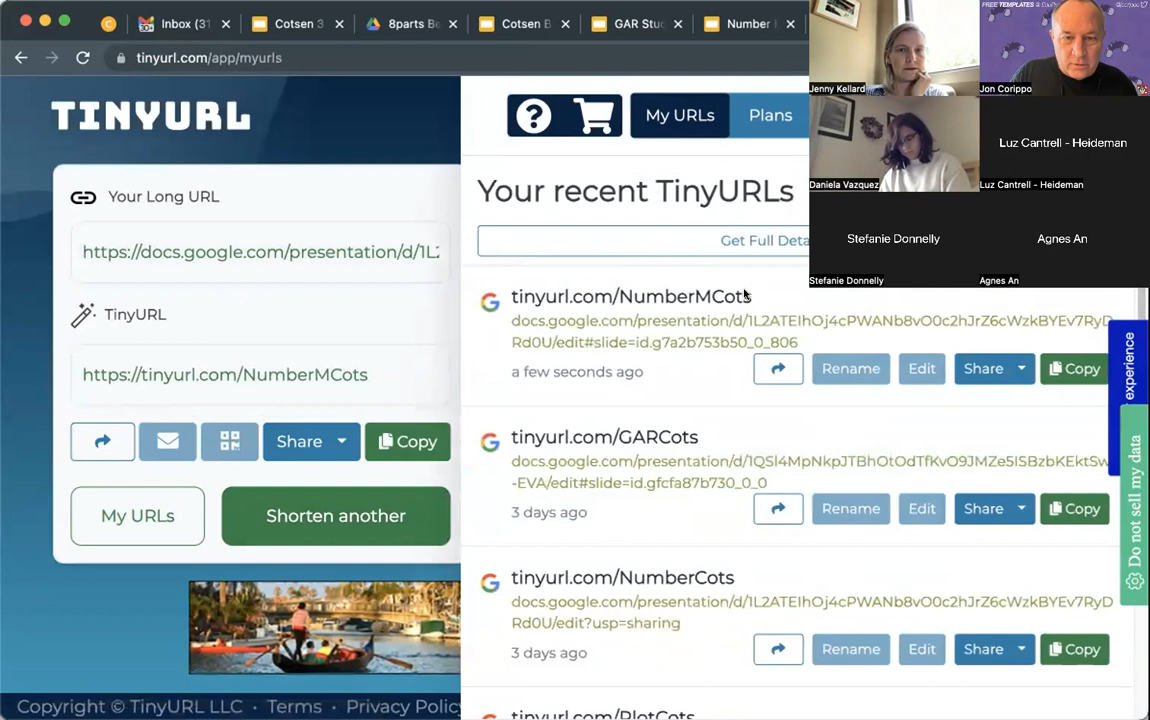 Inbox (31
Cotsen 3
8parts Be
Cotsen B
GAR Stud
Number
tinyurl.com/app/myurls
TINYURL
Your Long URL
https://docs.google.com/presentation/d/1L2
TinyURL
https://tinyurl.com/NumberMCots
Share
Copy
My URLs
Shorten another
Copyright © TinyURL LLC · Terms · Privacy Policy
My URLs
Plans
Your recent TinyURLs
Get Full Deta
tinyurl.com/NumberMCots
docs.google.com/presentation/d/1L2ATEIhOj4cPWANb8vO0c2hJrZ6cWzkBYEv7RyD
Rd0U/edit#slide=id.g7a2b753b50_0_806
a few seconds ago
Rename
Edit
Share
Copy
tinyurl.com/GARCots
docs.google.com/presentation/d/1QSl4MpNkpJTBhOtOdTfKvO9JMZe5ISBzbKEktSw
-EVA/edit#slide=id.gfcfa87b730_0_0
3 days ago
Rename
Edit
Share
Copy
tinyurl.com/NumberCots
docs.google.com/presentation/d/1L2ATEIhOj4cPWANb8vO0c2hJrZ6cWzkBYEv7RyD
Rd0U/edit?usp=sharing
3 days ago
Rename
Edit
Share
Copy
tinyurl.com/PlotCots
FREE TEMPLATES
Jenny Kellard
Jon Corippo
Daniela Vazquez
Luz Cantrell - Heideman
Luz Cantrell - Heideman
Stefanie Donnelly
Stefanie Donnelly
Agnes An
Agnes An
experience
Do not sell my data